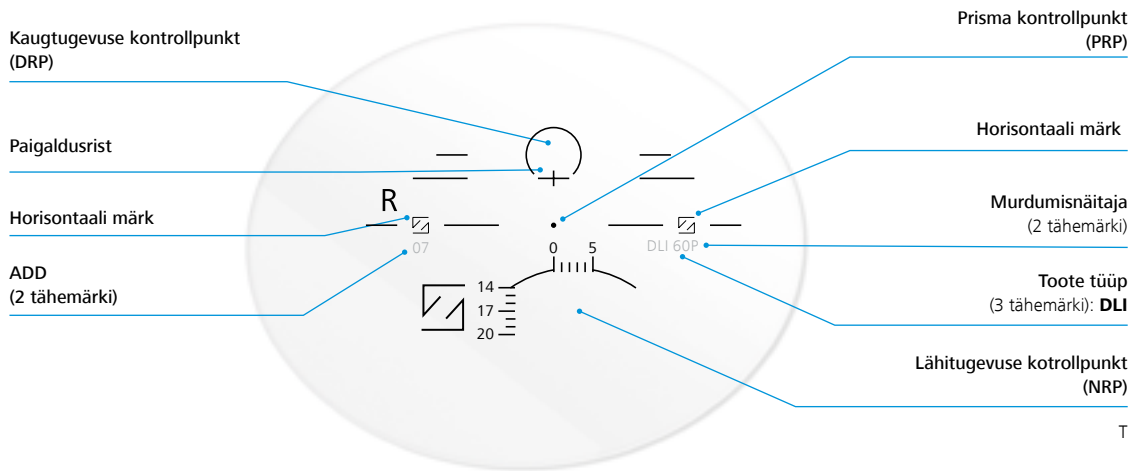 Kaugtugevuse kontrollpunkt
(DRP)
Paigaldusrist
Horisontaali märk
ADD
(2 tähemärki)
R
07
0 5
DLI 60P
14
17
20
Prisma kontrollpunkt
(PRP)
Horisontaali märk
Murdumisnäitaja
(2 tähemärki)
Toote tüüp
(3 tähemärki): DLI
Lähitugevuse kotrollpunkt
(NRP)
T